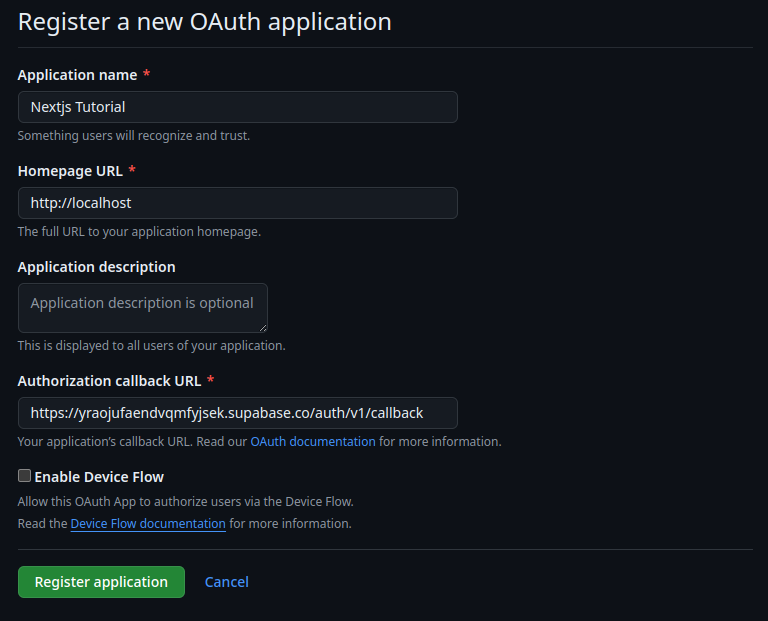 Register a new OAuth application
Application name *
Nextjs Tutorial
Something users will recognize and trust.
Homepage URL *
http://localhost
The full URL to your application homepage.
Application description
Application description is optional
This is displayed to all users of your application.
Authorization callback URL *
https://yraojufaendvqmfyjsek.supabase.co/auth/v1/callback
Your application's callback URL. Read our OAuth documentation for more information.
Enable Device Flow
Allow this OAuth App to authorize users via the Device Flow.
Read the Device Flow documentation for more information.
Register application Cancel